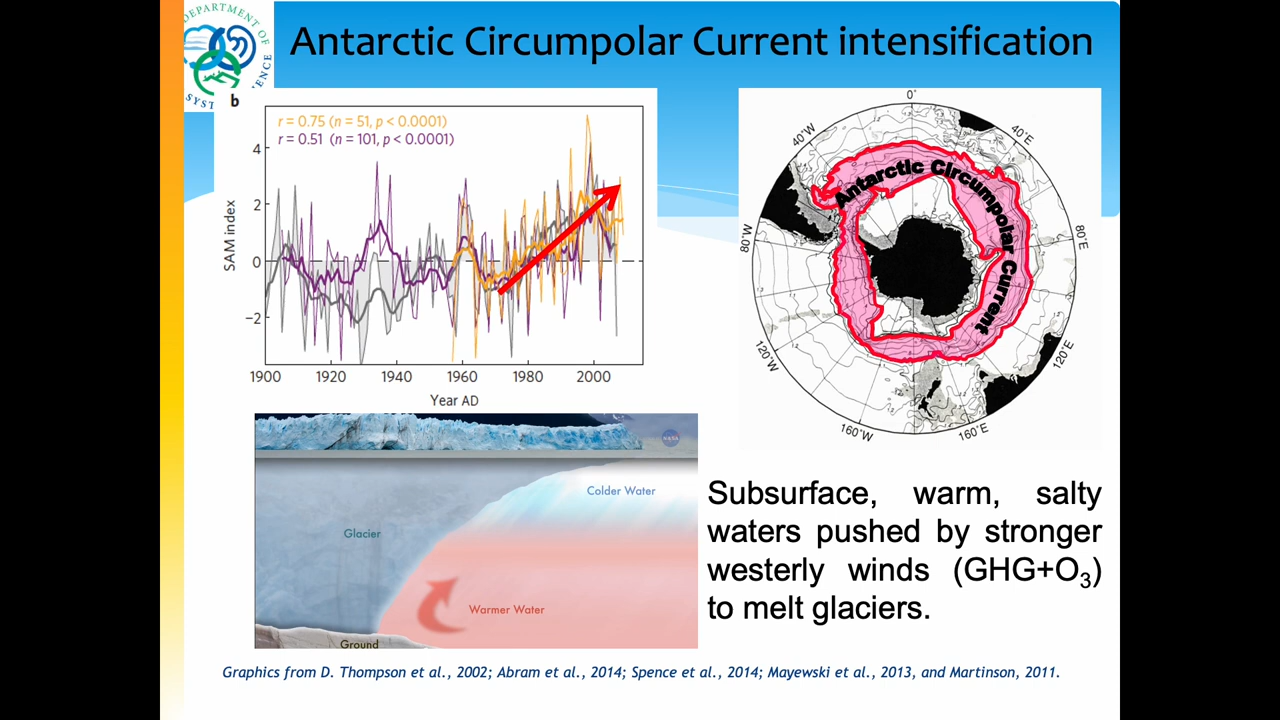 DEPARTMENT OF
Antarctic Circumpolar Current intensification
b
r = 0.75 (n = 51, p < 0.0001)
r = 0.51 (n = 101, p < 0.0001)
SAM index
4
2
0
−2
1900 1920 1940 1960 1980 2000
Year AD
0˚
40˚W
40˚E
80˚W
80˚E
120˚W
120˚E
160˚W
160˚E
Antarctic Circumpolar Current
NASA
Colder Water
Glacier
Warmer Water
Ground
Subsurface, warm, salty
waters pushed by stronger
westerly winds (GHG+O₃)
to melt glaciers.
Graphics from D. Thompson et al., 2002; Abram et al., 2014; Spence et al., 2014; Mayewski et al., 2013, and Martinson, 2011.